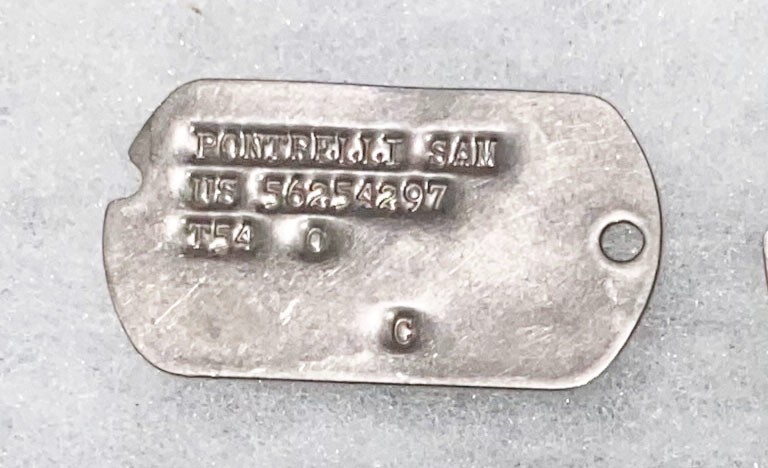 PONTRELLI SAM
US 56254297
T54 O
C